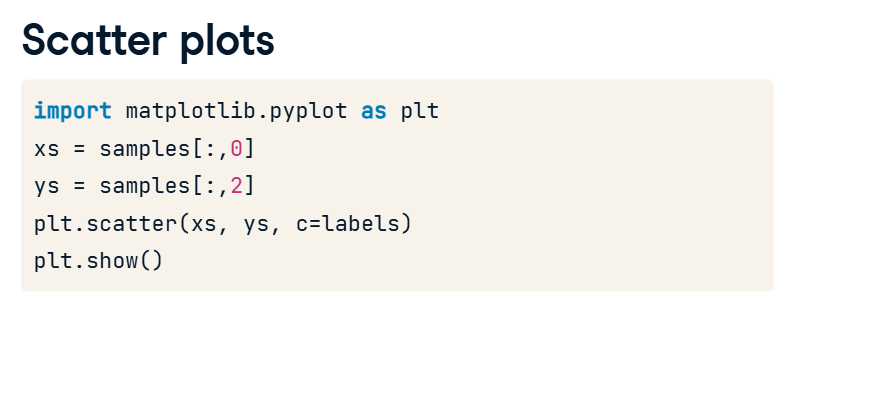 Scatter plots
import matplotlib.pyplot as plt
xs = samples[:,0]
ys = samples[:,2]
plt.scatter(xs, ys, c=labels)
plt.show()